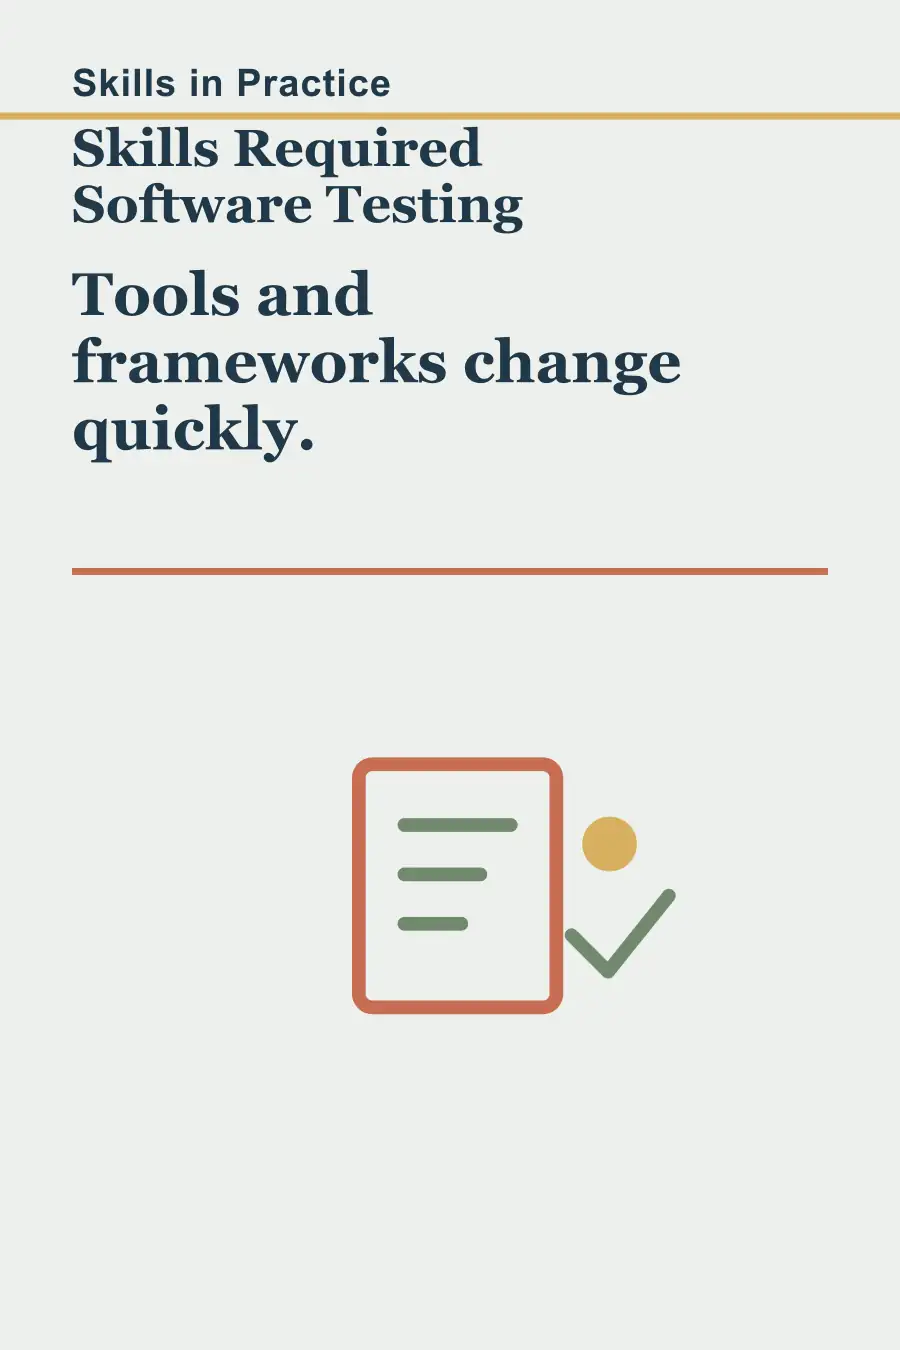 Skills in Practice
Skills Required
Software Testing
Tools and
frameworks change
quickly.